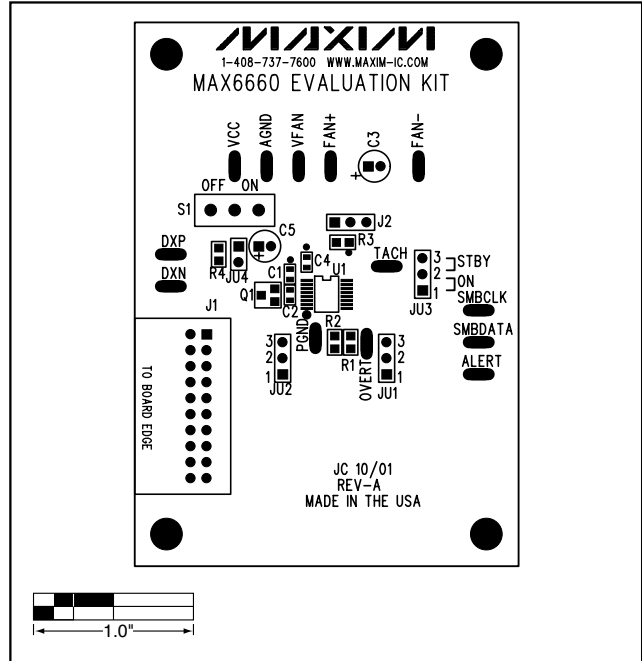 MAXIM
1-408-737-7600 WWW.MAXIM-IC.COM
MAX6660 EVALUATION KIT
VCC AGND VFAN FAN+ C3 FAN-
+
OFF ON
S1
C5
+
J2
R3
DXP
DXN
R4
JU4
C1
C4
U1
TACH
3
2
1
STBY
ON
JU3
Q1
C2
SMBCLK
J1
PGND
R2
R1
OVERT
SMBDATA
ALERT
3
2
1
JU2
3
2
1
JU1
TO BOARD EDGE
JC 10/01
REV-A
MADE IN THE USA
1.0"